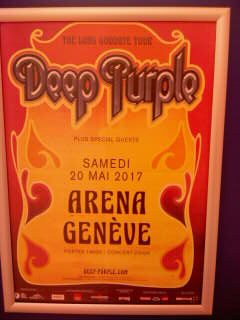 THE LONG GOODBYE TOUR
Deep Purple
PLUS SPECIAL GUESTS
SAMEDI
20 MAI 2017
ARENA
GENÈVE
DEEP-PURPLE.COM